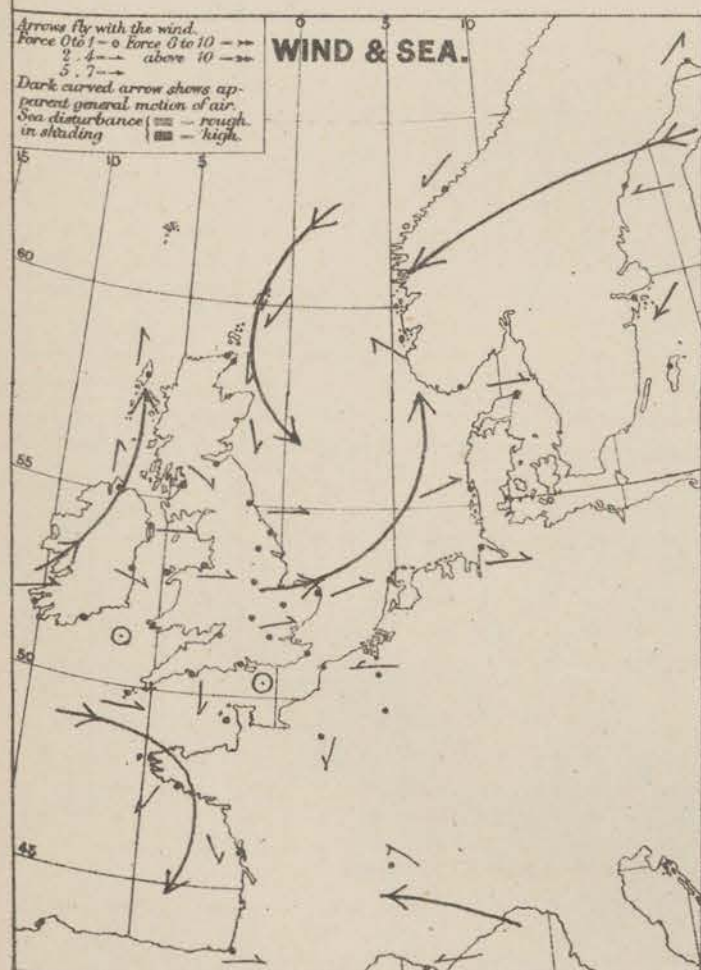 Arrows fly with the wind.
Force 0 to 1 – o Force 8 to 10 –
2 . 4 – above 10 –
5 . 7 –
Dark curved arrow shows ap-
parent general motion of air.
Sea disturbance { – rough.
in shading { – high.
WIND & SEA.
0 5 10
15 10 5
60
55
50
45